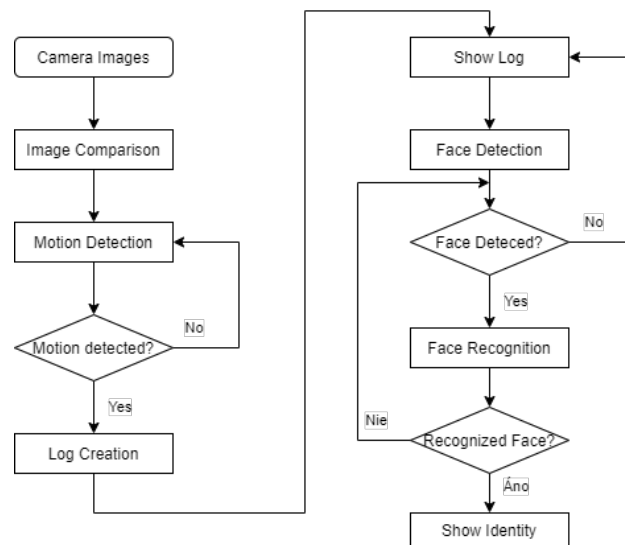 Camera Images
Image Comparison
Motion Detection
Motion detected?
No
Yes
Log Creation
Show Log
Face Detection
Face Deteced?
No
Yes
Face Recognition
Recognized Face?
Nie
Áno
Show Identity